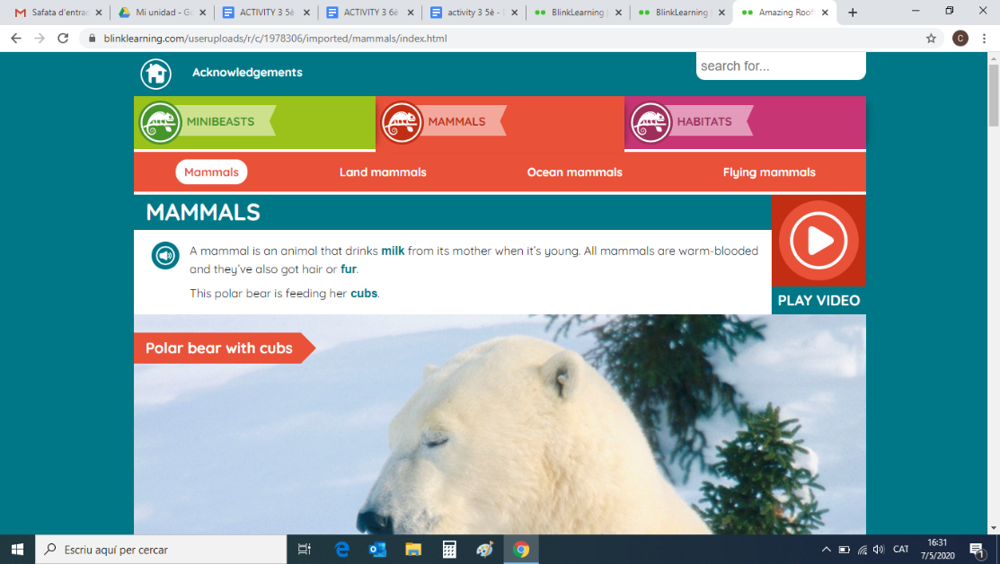 Safata d'entrac
Mi unidad - Go
ACTIVITY 3 5è
ACTIVITY 3 6è
activity 3 5è -
BlinkLearning
BlinkLearning
Amazing Root
blinklearning.com/useruploads/r/c/1978306/imported/mammals/index.html
C
Acknowledgements
search for...
MINIBEASTS
MAMMALS
HABITATS
Mammals
Land mammals
Ocean mammals
Flying mammals
MAMMALS
A mammal is an animal that drinks milk from its mother when it's young. All mammals are warm-blooded
and they've also got hair or fur.
This polar bear is feeding her cubs.
PLAY VIDEO
Polar bear with cubs
Escriu aquí per cercar
CAT
16:31
7/5/2020
1